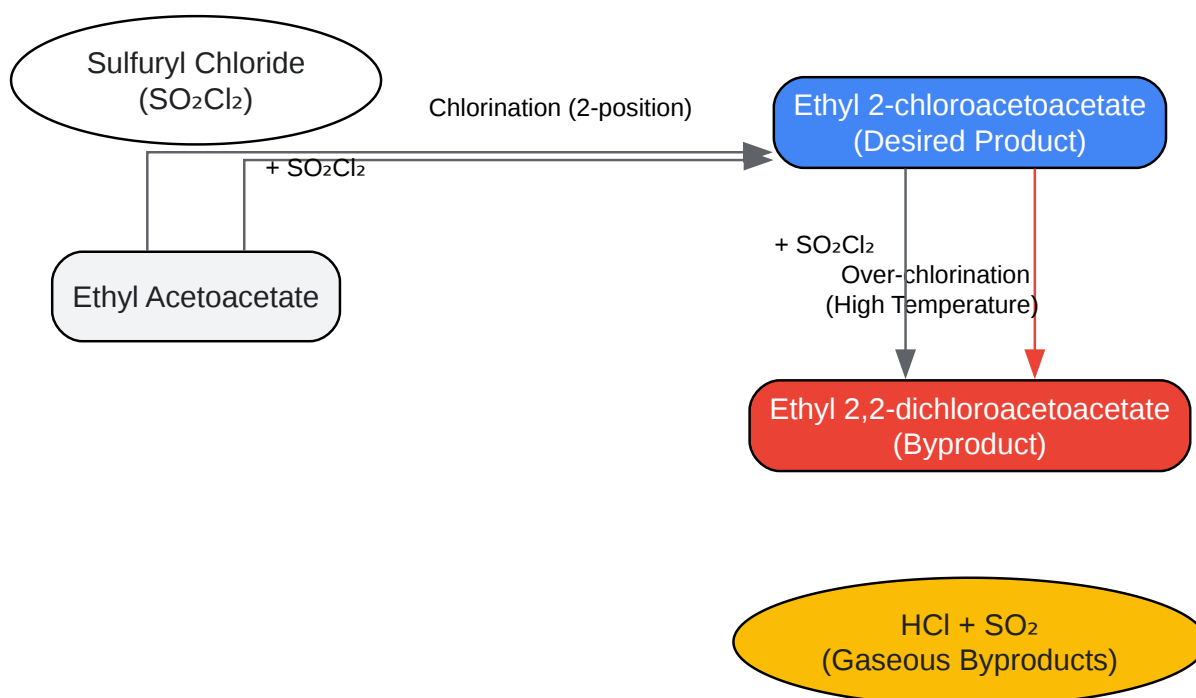 Sulfuryl Chloride
(SO₂Cl₂)
Chlorination (2-position)
+ SO₂Cl₂
Ethyl 2-chloroacetoacetate
(Desired Product)
Ethyl Acetoacetate
+ SO₂Cl₂
Over-chlorination
(High Temperature)
Ethyl 2,2-dichloroacetoacetate
(Byproduct)
HCl + SO₂
(Gaseous Byproducts)